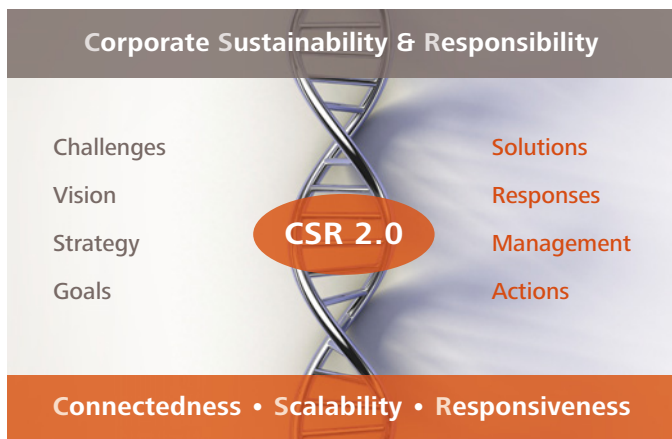 Corporate Sustainability & Responsibility
Challenges
Vision
Strategy
Goals
CSR 2.0
Solutions
Responses
Management
Actions
Connectedness • Scalability • Responsiveness